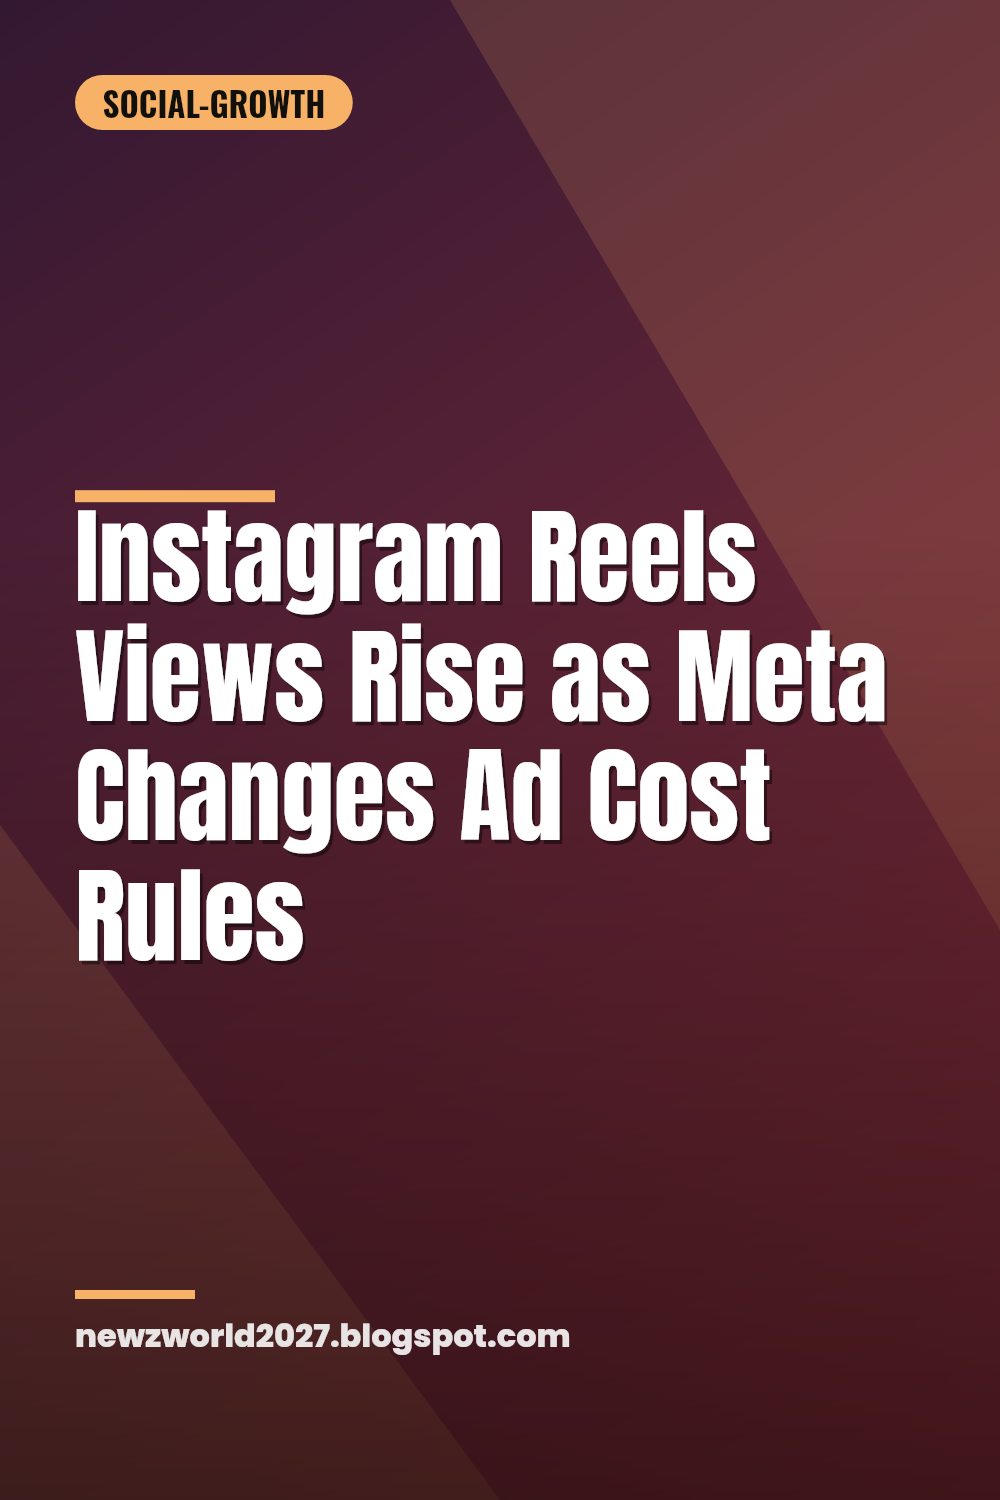 SOCIAL-GROWTH
Instagram Reels
Views Rise as Meta
Changes Ad Cost
Rules
newzworld2027.blogspot.com